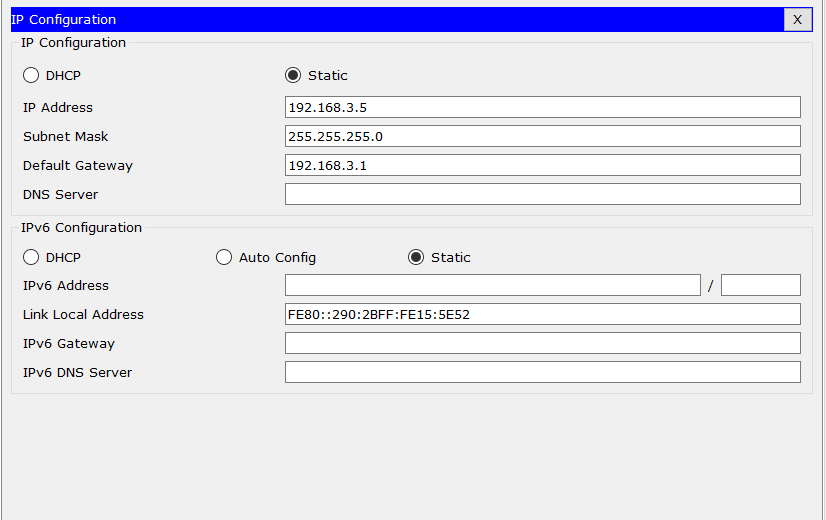 IP Configuration X
IP Configuration
DHCP Static
IP Address 192.168.3.5
Subnet Mask 255.255.255.0
Default Gateway 192.168.3.1
DNS Server
IPv6 Configuration
DHCP Auto Config Static
IPv6 Address /
Link Local Address FE80::290:2BFF:FE15:5E52
IPv6 Gateway
IPv6 DNS Server